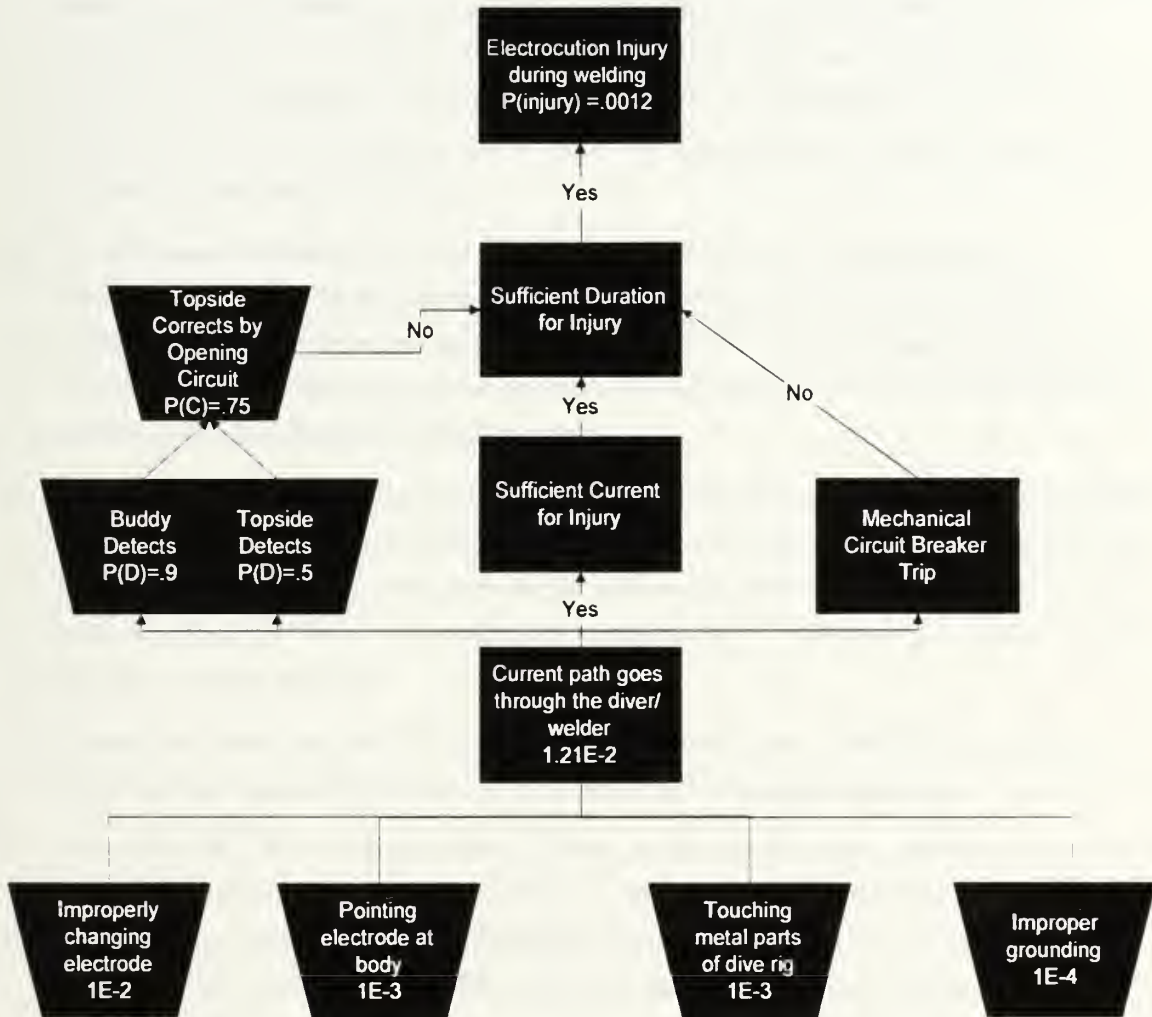 Electrocution Injury
during welding
P(injury) =.0012
Yes
Sufficient Duration
for Injury
Topside
Corrects by
Opening
Circuit
P(C)=.75
No
No
Yes
Sufficient Current
for Injury
Buddy
Detects
P(D)=.9
Topside
Detects
P(D)=.5
Mechanical
Circuit Breaker
Trip
Yes
Current path goes
through the diver/
welder
1.21E-2
Improperly
changing
electrode
1E-2
Pointing
electrode at
body
1E-3
Touching
metal parts
of dive rig
1E-3
Improper
grounding
1E-4